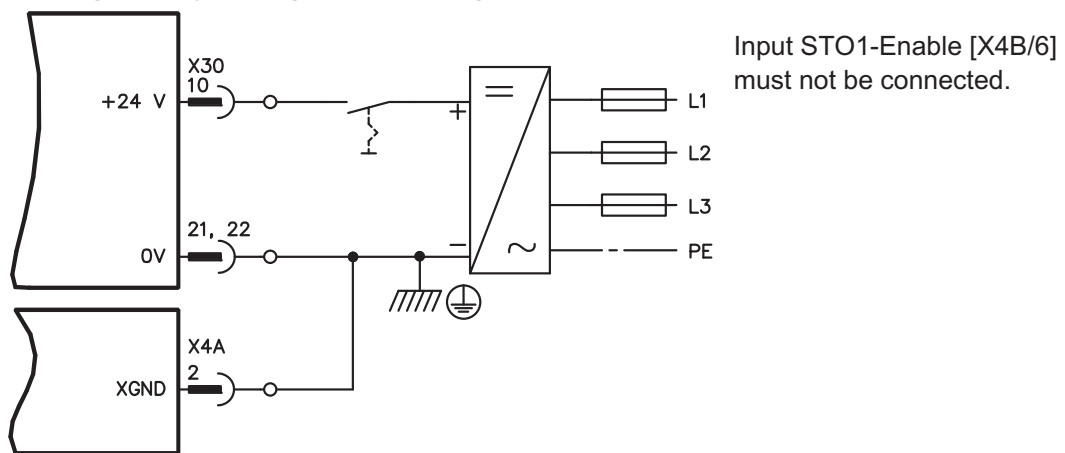 Input STO1-Enable [X4B/6]
must not be connected.
X30
10
+24 V
+
L1
L2
L3
21, 22
0V
−
PE
X4A
2
XGND